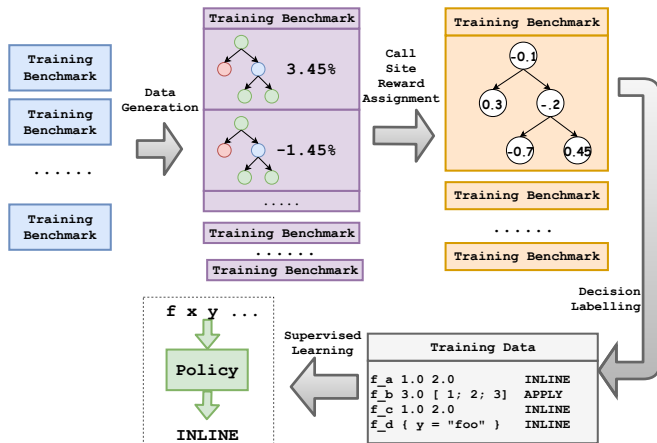 Training
Benchmark
Training
Benchmark
......
Training
Benchmark
Data
Generation
Training Benchmark
3.45%
-1.45%
.....
Training Benchmark
......
Training Benchmark
Call
Site
Reward
Assignment
Training Benchmark
-0.1
0.3
-.2
-0.7
0.45
Training Benchmark
......
Training Benchmark
Decision
Labelling
Training Data
f_a 1.0 2.0 INLINE
f_b 3.0 [ 1; 2; 3] APPLY
f_c 1.0 2.0 INLINE
f_d { y = "foo" } INLINE
Supervised
Learning
f x y ...
Policy
INLINE